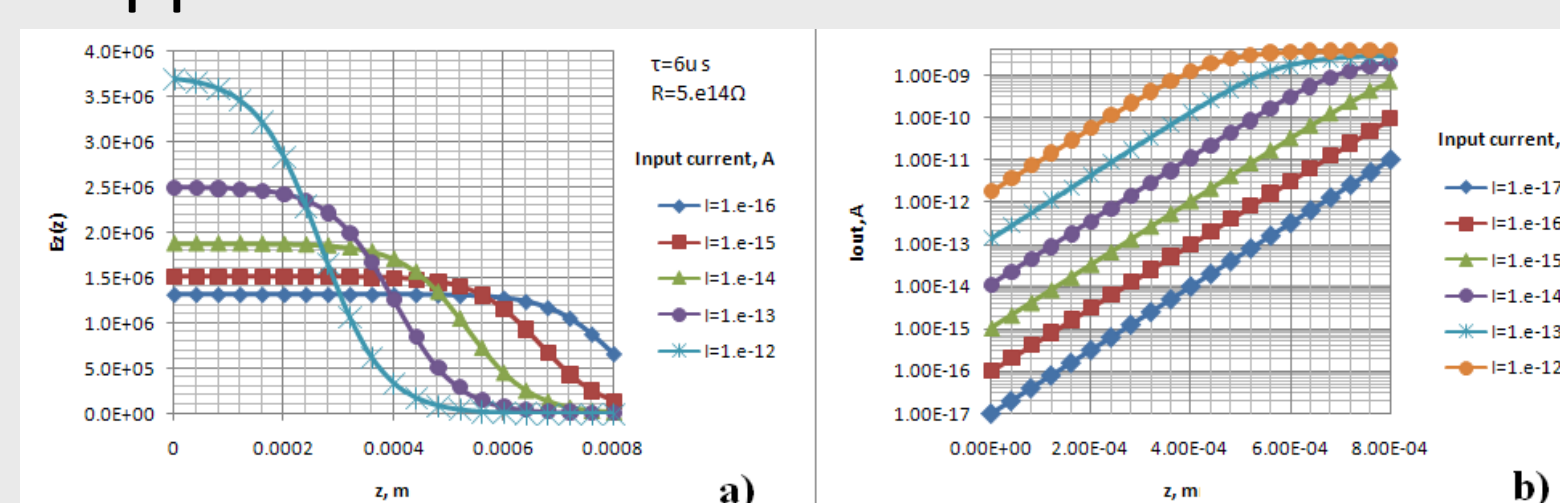 4.0E+06
3.5E+06
3.0E+06
2.5E+06
2.0E+06
1.5E+06
1.0E+06
5.0E+05
0.0E+00
Ez(z)
0 0.0002 0.0004 0.0006 0.0008
z, m
τ=6u s
R=5.e14Ω
Input current, A
I=1.e-16
I=1.e-15
I=1.e-14
I=1.e-13
I=1.e-12
a)
1.00E-09
1.00E-10
1.00E-11
1.00E-12
1.00E-13
1.00E-14
1.00E-15
1.00E-16
1.00E-17
Iout,A
0.00E+00 2.00E-04 4.00E-04 6.00E-04 8.00E-04
z, m
Input current,
I=1.e-17
I=1.e-16
I=1.e-15
I=1.e-14
I=1.e-13
I=1.e-12
b)